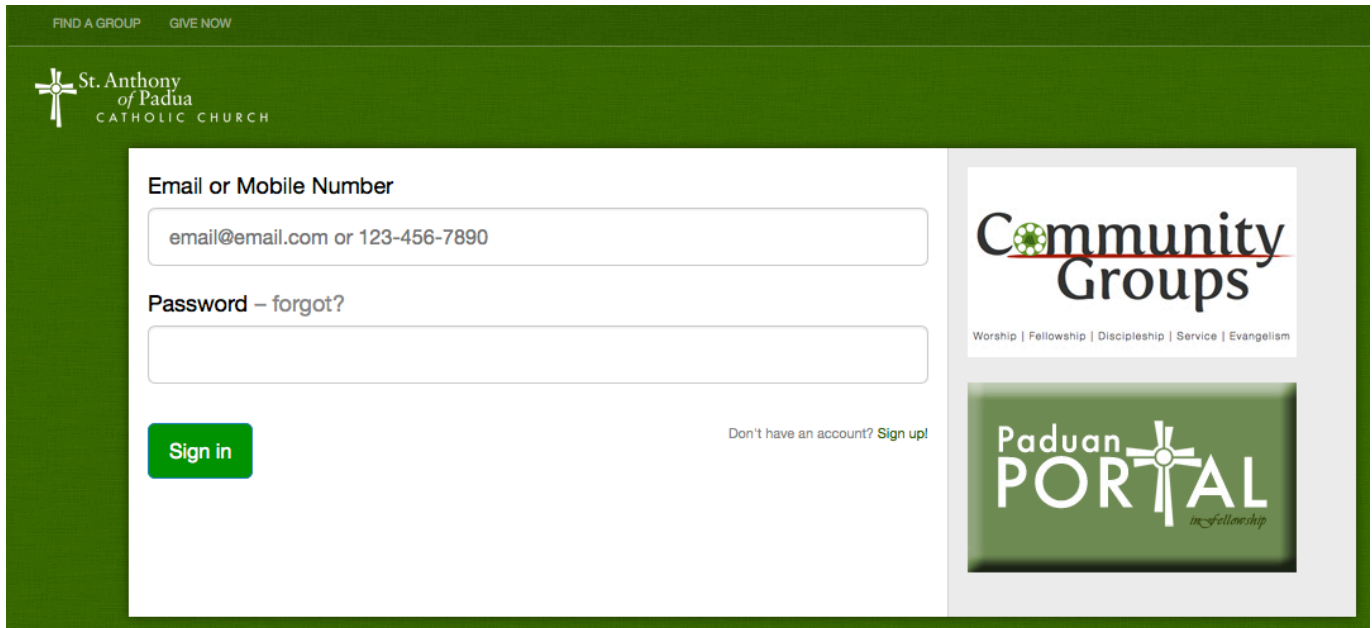 FIND A GROUP GIVE NOW
St. Anthony
of Padua
CATHOLIC CHURCH
Email or Mobile Number
email@email.com or 123-456-7890
Password – forgot?
Sign in
Don't have an account? Sign up!
Community
Groups
Worship | Fellowship | Discipleship | Service | Evangelism
Paduan
PORTAL
in fellowship